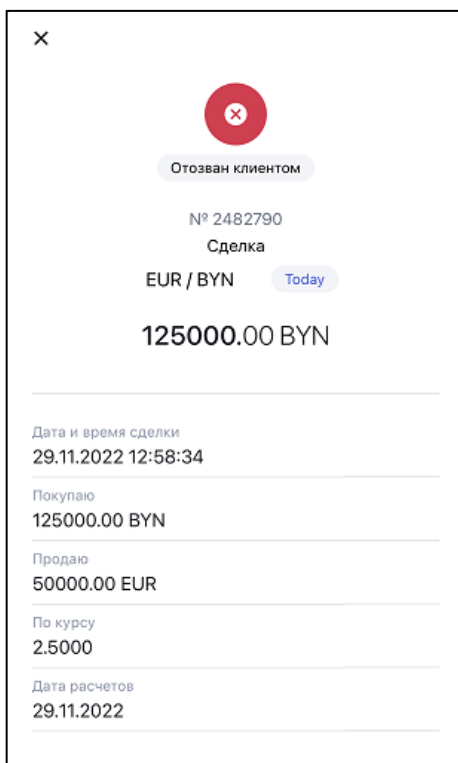 Отозван клиентом
№ 2482790
Сделка
EUR / BYN Today
125000.00 BYN
Дата и время сделки
29.11.2022 12:58:34
Покупаю
125000.00 BYN
Продаю
50000.00 EUR
По курсу
2.5000
Дата расчетов
29.11.2022